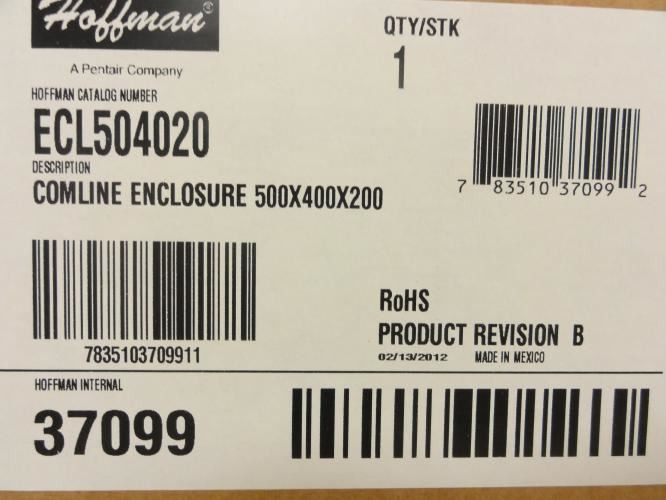 Hoffman®
A Pentair Company
QTY/STK
1
HOFFMAN CATALOG NUMBER
ECL504020
DESCRIPTION
COMLINE ENCLOSURE 500X400X200
7 83510 37099 2
7835103709911
RoHS
PRODUCT REVISION B
02/13/2012 MADE IN MEXICO
HOFFMAN INTERNAL
37099